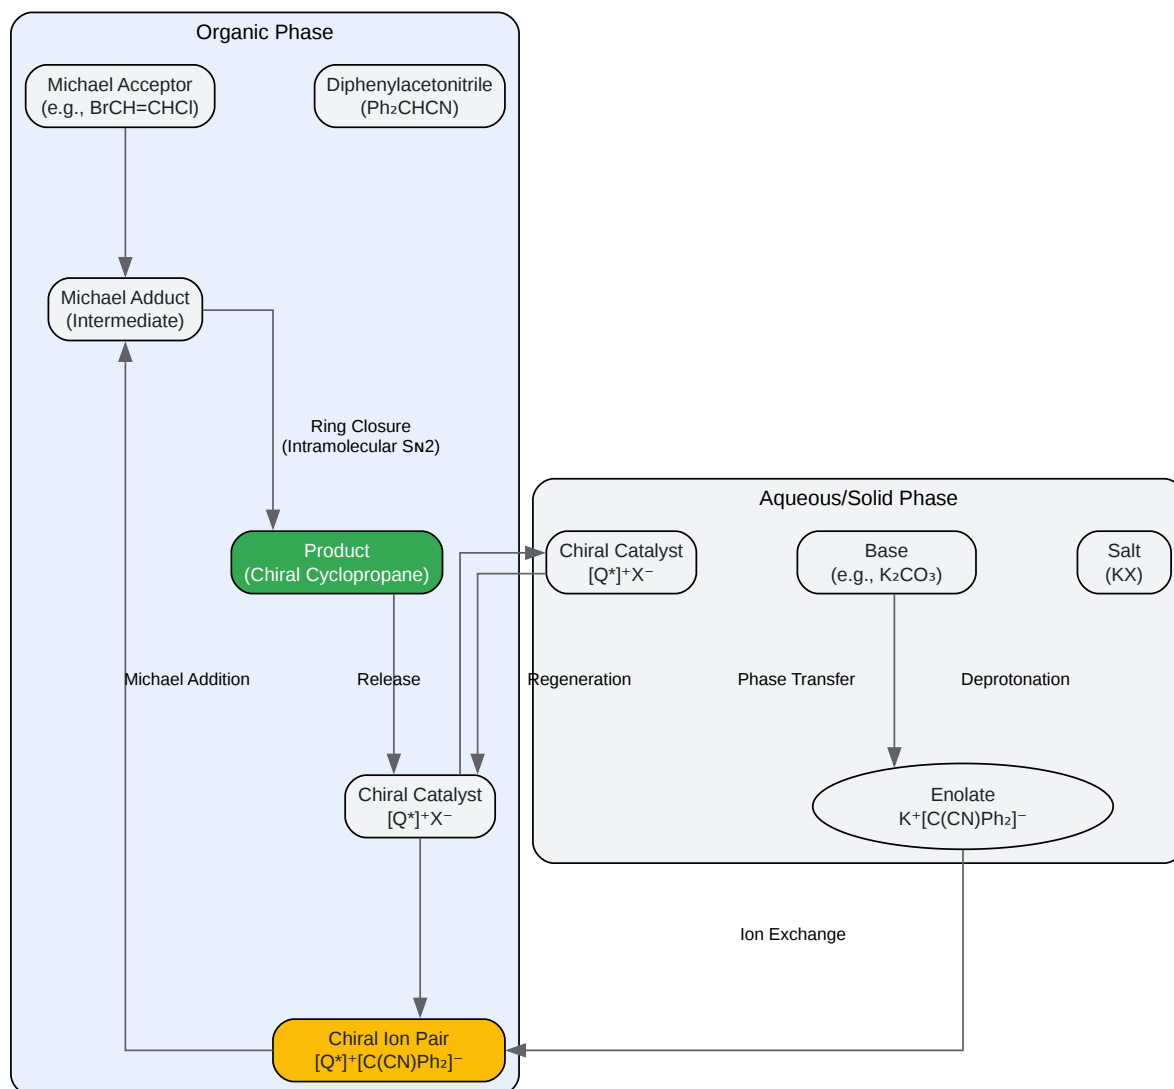 Organic Phase
Michael Acceptor
(e.g., BrCH=CHCl)
Diphenylacetonitrile
(Ph₂CHCN)
Michael Adduct
(Intermediate)
Ring Closure
(Intramolecular Sɴ2)
Aqueous/Solid Phase
Product
(Chiral Cyclopropane)
Chiral Catalyst
[Q*]⁺X⁻
Base
(e.g., K₂CO₃)
Salt
(KX)
Michael Addition
Release
Regeneration
Phase Transfer
Deprotonation
Chiral Catalyst
[Q*]⁺X⁻
Enolate
K⁺[C(CN)Ph₂]⁻
Ion Exchange
Chiral Ion Pair
[Q*]⁺[C(CN)Ph₂]⁻